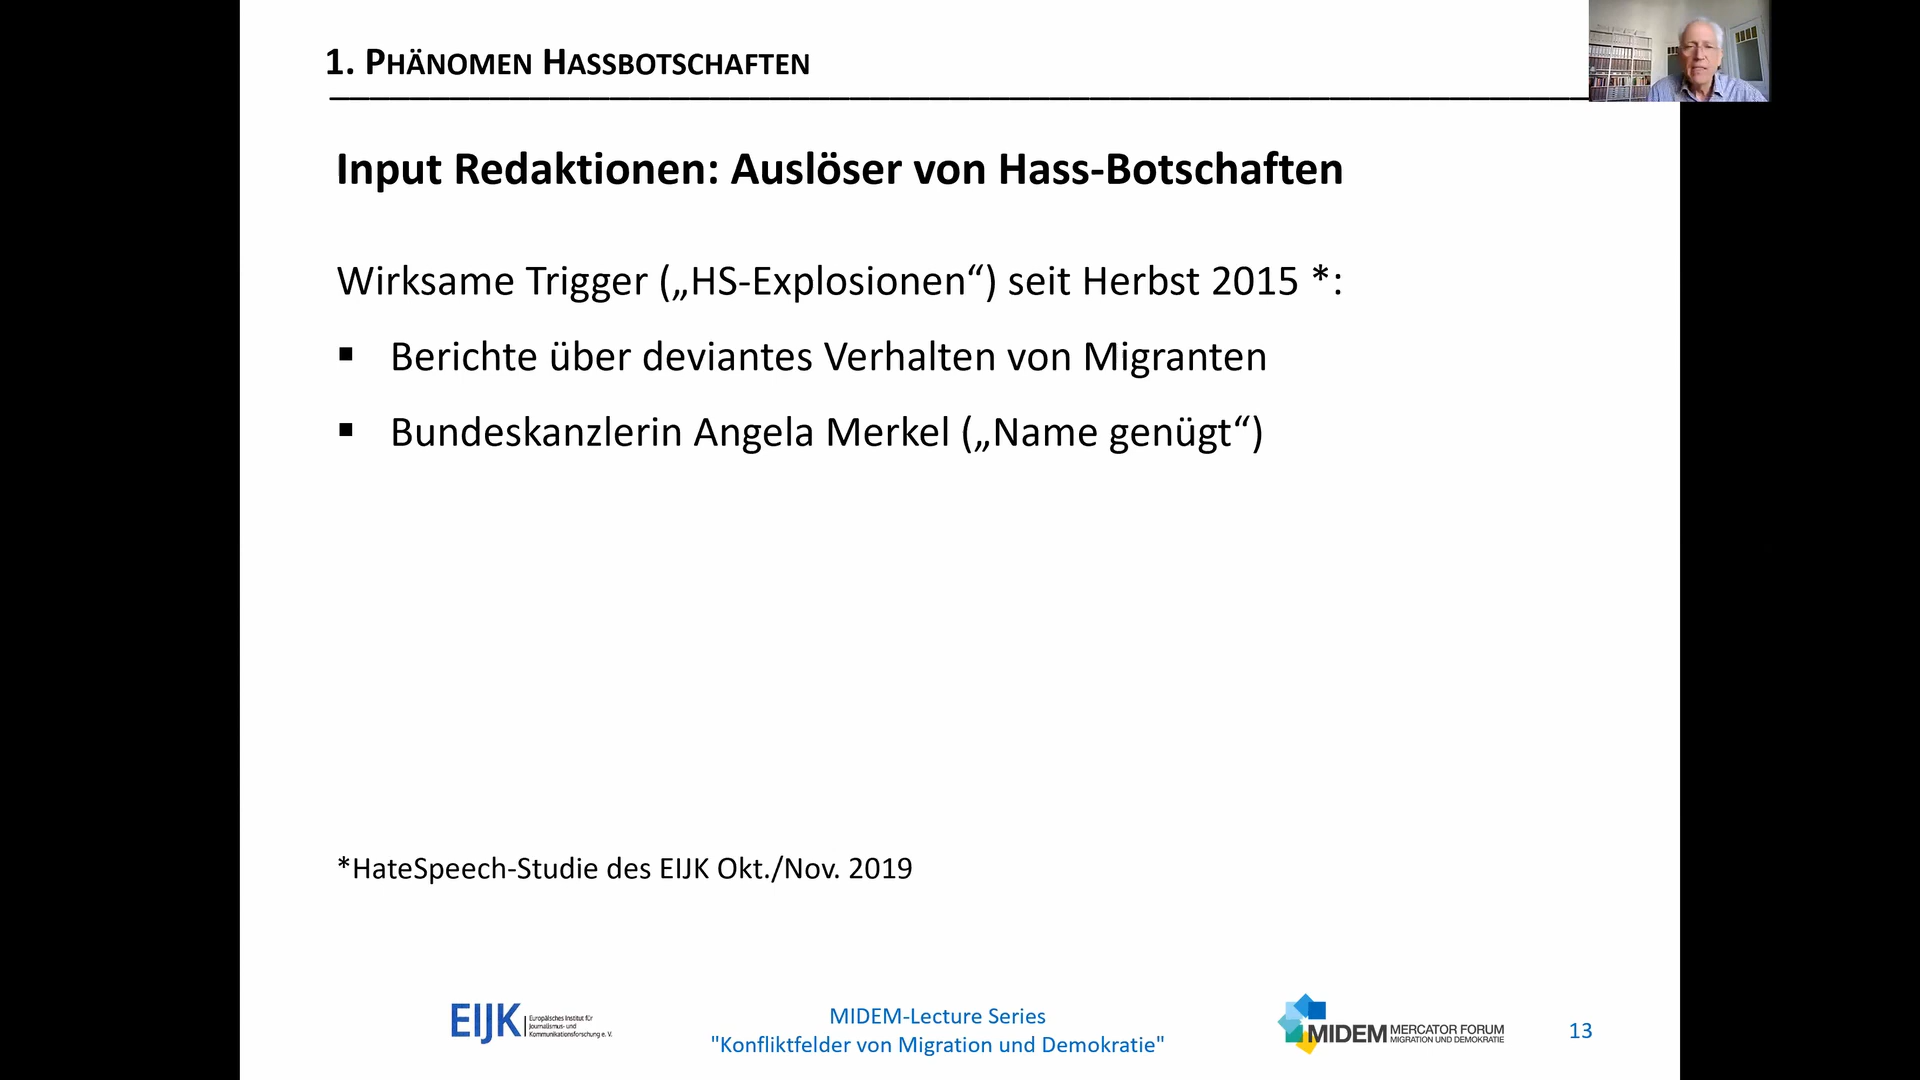 1. PHÄNOMEN HASSBOTSCHAFTEN
Input Redaktionen: Auslöser von Hass-Botschaften
Wirksame Trigger („HS-Explosionen“) seit Herbst 2015 *:
▪ Berichte über deviantes Verhalten von Migranten
▪ Bundeskanzlerin Angela Merkel („Name genügt“)
*HateSpeech-Studie des EIJK Okt./Nov. 2019
EIJK
Europäisches Institut für
Journalismus- und
Kommunikationsforschung e. V.
MIDEM-Lecture Series
"Konfliktfelder von Migration und Demokratie"
MIDEM MERCATOR FORUM
MIGRATION UND DEMOKRATIE
13